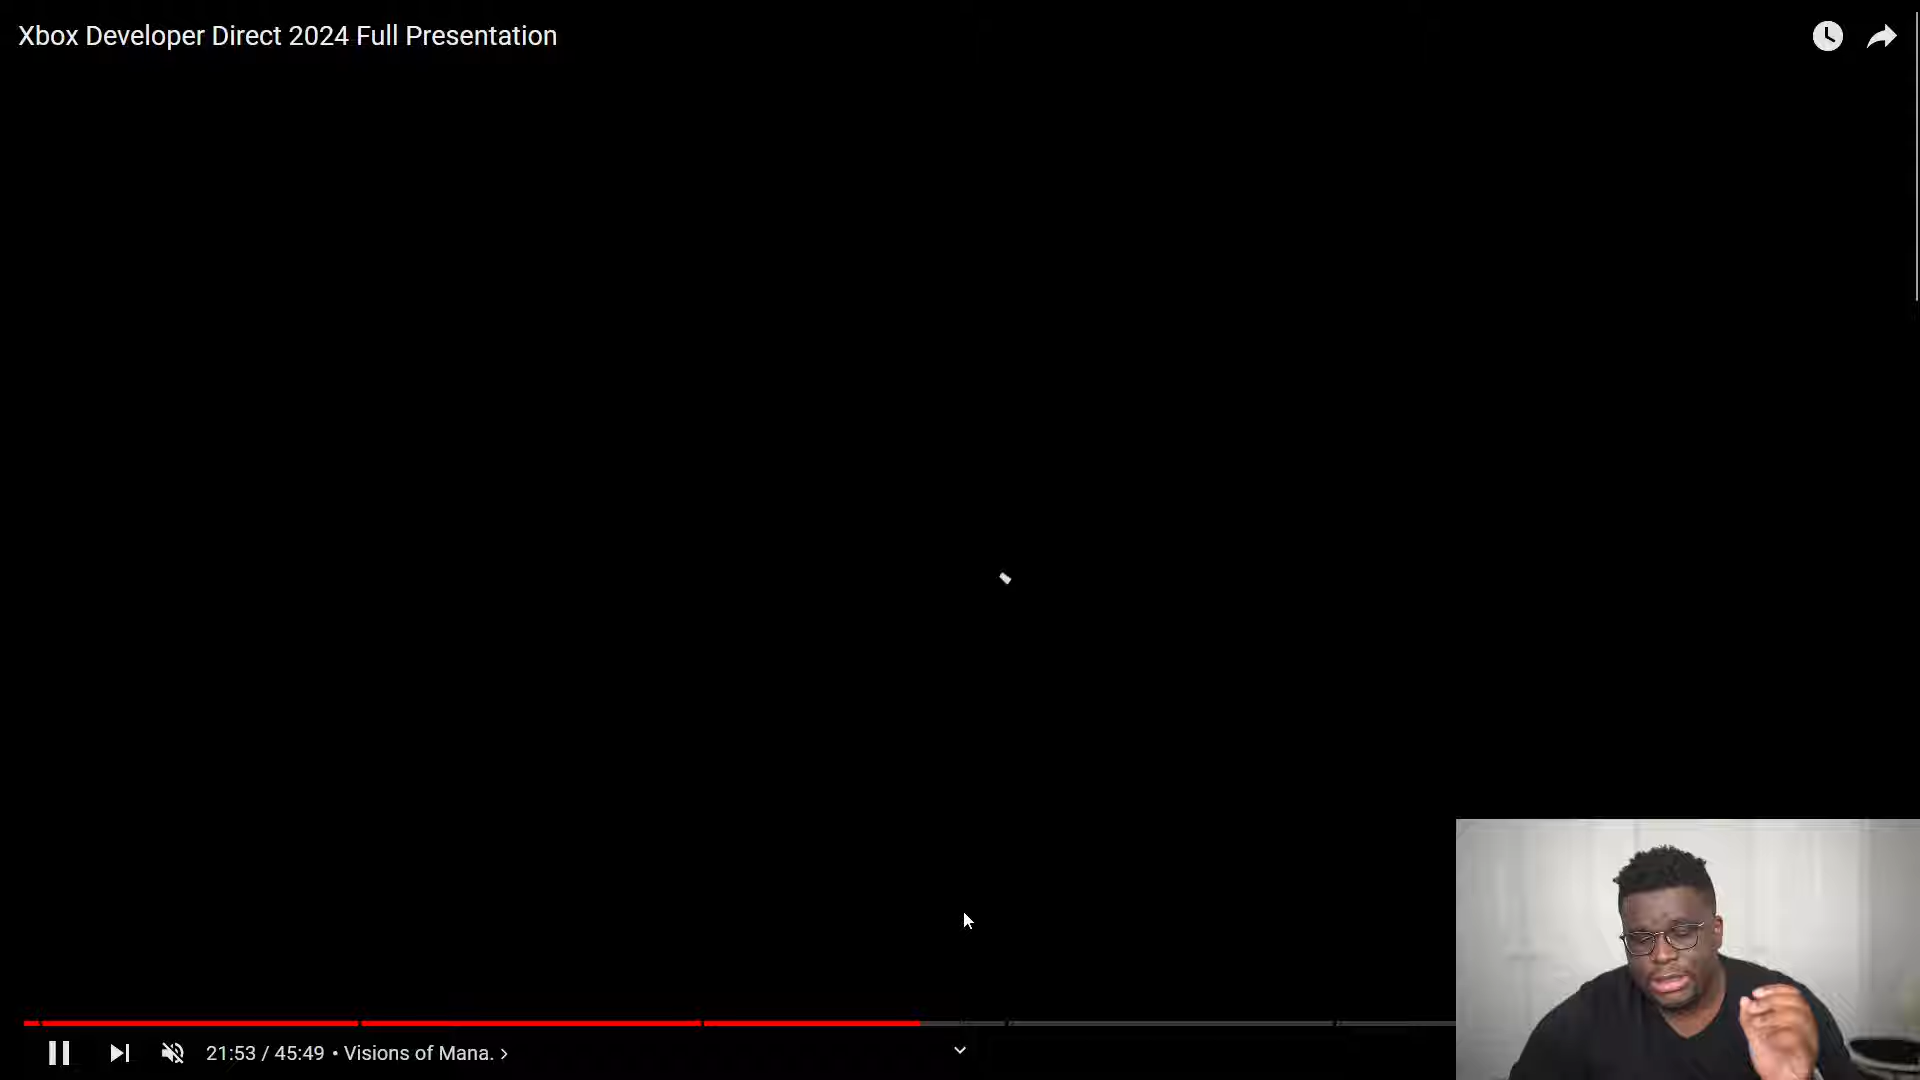 Xbox Developer Direct 2024 Full Presentation
21:53 / 45:49 • Visions of Mana. ›